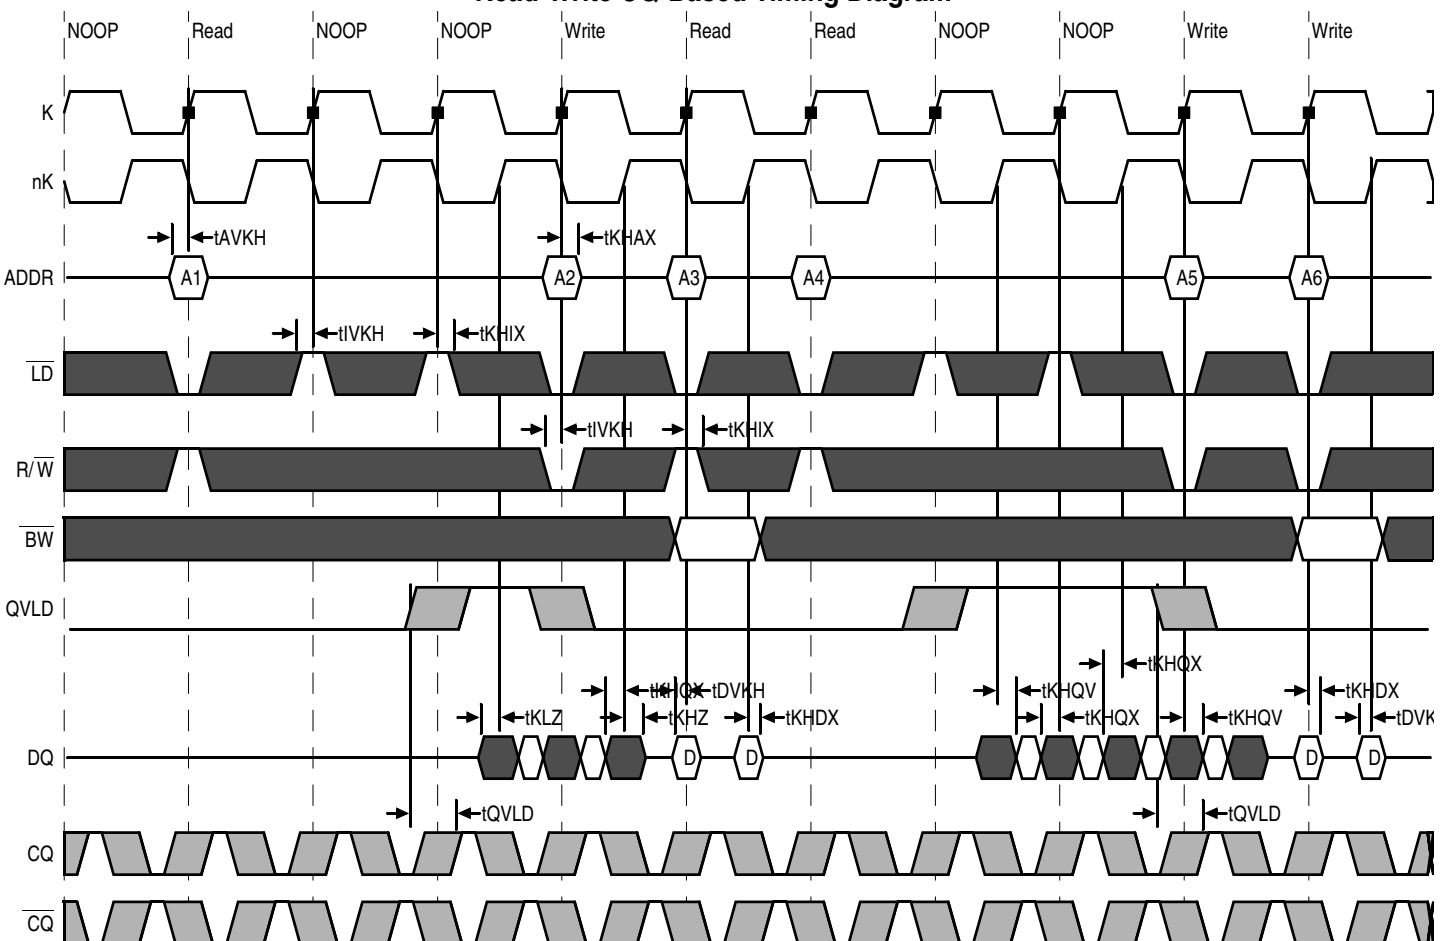 Read-Write CQ-Based Timing Diagram
NOOP Read NOOP NOOP Write Read Read NOOP NOOP Write Write
K
nK
tAVKH tKHAX
ADDR A1 A2 A3 A4 A5 A6
tIVKH tKHIX
LD
tIVKH tKHIX
R/W
BW
QVLD
tKHQX
tKHQX tDVKH tKHQV tKHDX
tKLZ tKHZ tKHDX tKHQX tKHQV tDVK
DQ D D D D
tQVLD tQVLD
CQ
CQ